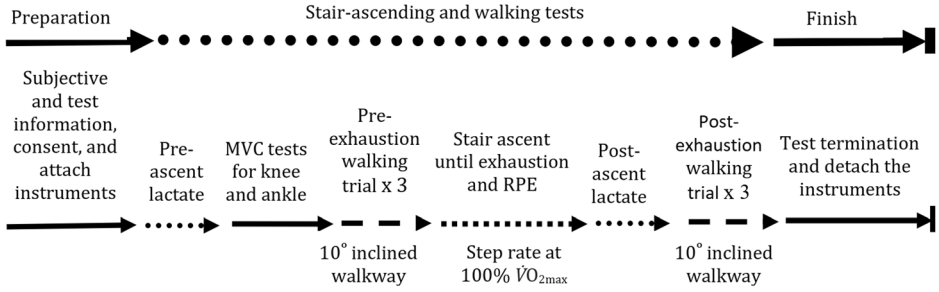 Preparation
Stair-ascending and walking tests
Finish
Subjective
and test
information,
consent, and
attach
instruments
Pre-
ascent
lactate
MVC tests
for knee
and ankle
Pre-
exhaustion
walking
trial x 3
Stair ascent
until exhaustion
and RPE
Post-
ascent
lactate
Post-
exhaustion
walking
trial x 3
Test termination
and detach the
instruments
10° inclined
walkway
Step rate at
100% V̇O₂max
10° inclined
walkway